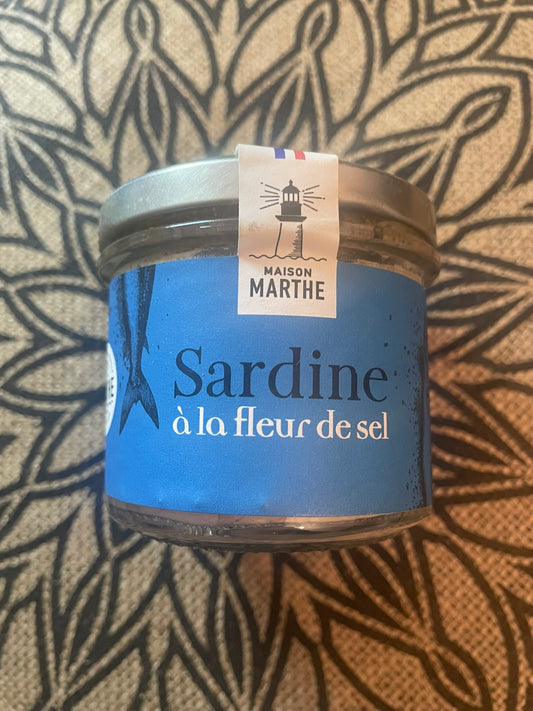 MAISON
MARTHE
Sardine
à la fleur de sel